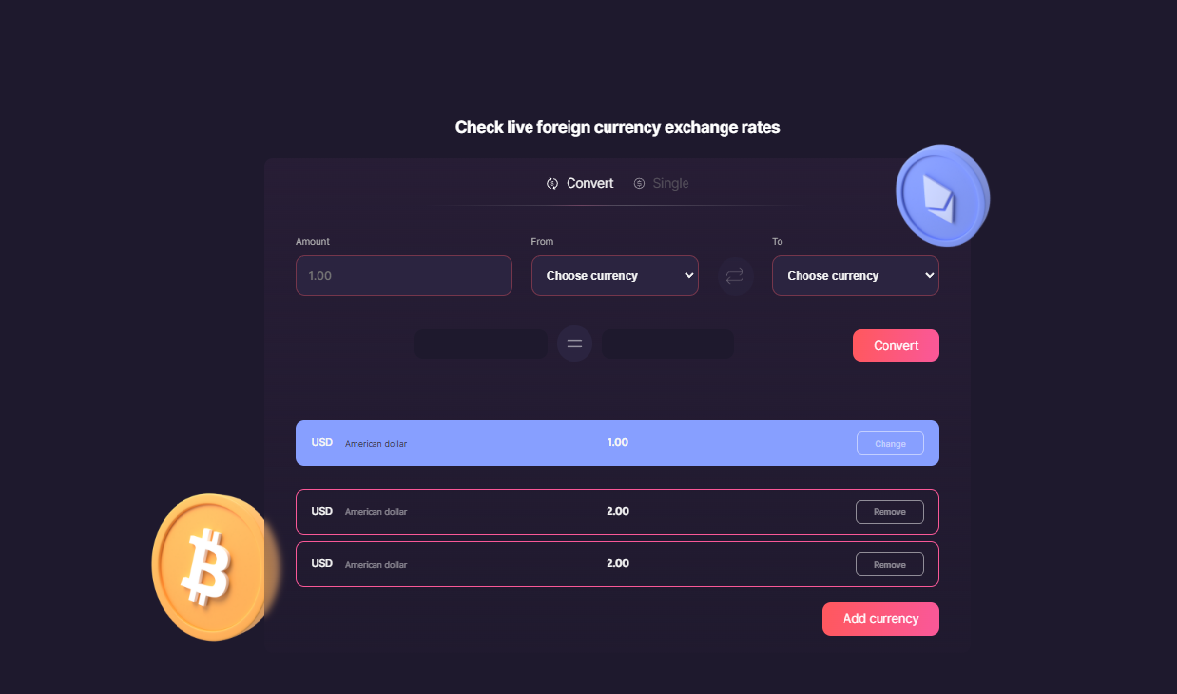 Check live foreign currency exchange rates
Convert Single
Amount From To
1.00 Choose currency Choose currency
Convert
USD American dollar 1.00 Change
USD American dollar 2.00 Remove
USD American dollar 2.00 Remove
Add currency